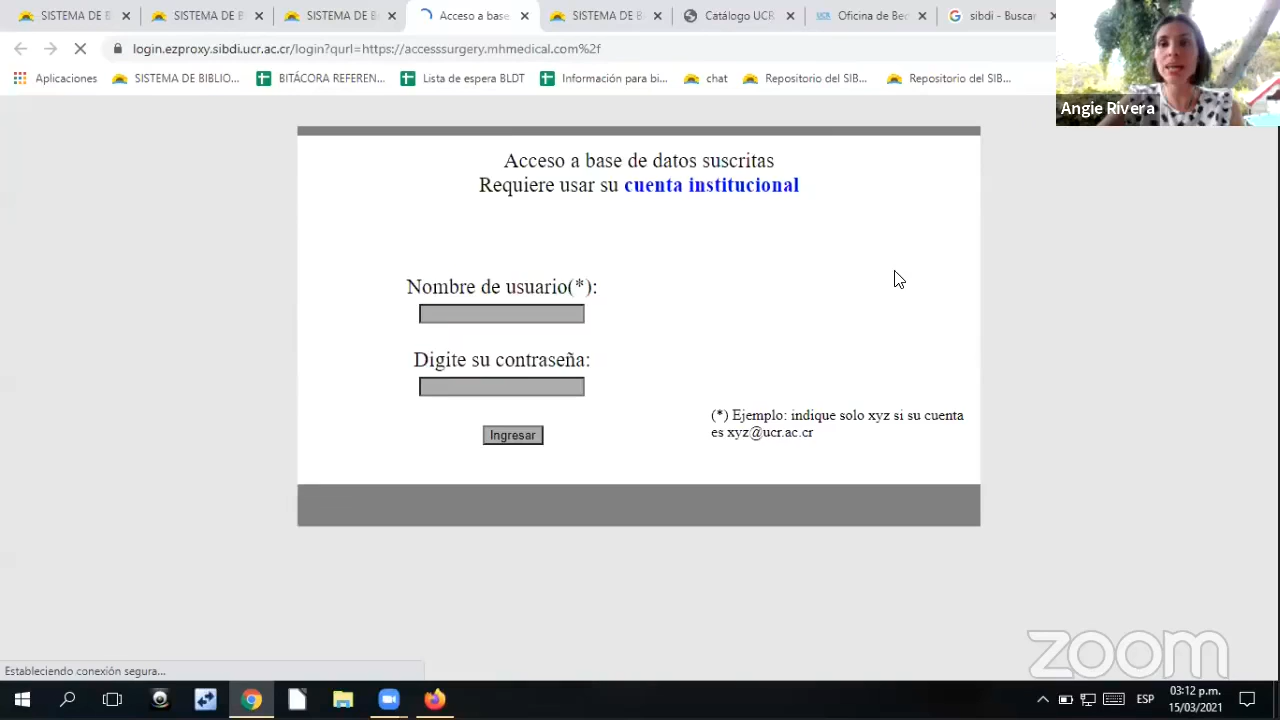 SISTEMA DE B
SISTEMA DE B
SISTEMA DE B
Acceso a base
SISTEMA DE B
Catálogo UCR
Oficina de Bec
sibdi - Buscar
login.ezproxy.sibdi.ucr.ac.cr/login?qurl=https://accesssurgery.mhmedical.com%2f
Aplicaciones
SISTEMA DE BIBLIO...
BITÁCORA REFEREN...
Lista de espera BLDT
Información para bi...
chat
Repositorio del SIB...
Repositorio del SIB...
Angie Rivera
Acceso a base de datos suscritas
Requiere usar su cuenta institucional
Nombre de usuario(*):
Digite su contraseña:
Ingresar
(*) Ejemplo: indique solo xyz si su cuenta
es xyz@ucr.ac.cr
zoom
Estableciendo conexión segura...
ESP
03:12 p.m.
15/03/2021